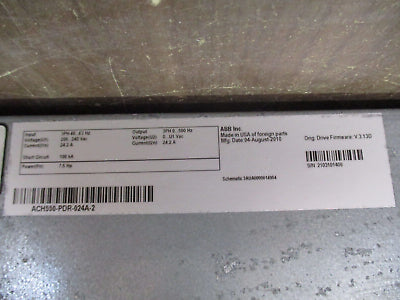 Input 3PH 48...63 Hz Output 3PH 0...500 Hz
Voltage(U1) 208...240 Vac Voltage(U2) 0...U1 Vac
Current(I1n) 24.2 A Current(I2n) 24.2 A
Short Circuit 100 kA
Power(Pn) 7.5 Hp
ABB Inc.
Made in USA of foreign parts
Mfg. Date:04-August-2010
Orig. Drive Firmware: V.3.13D
S/N
Schematic
ACH550-PDR-024A-2